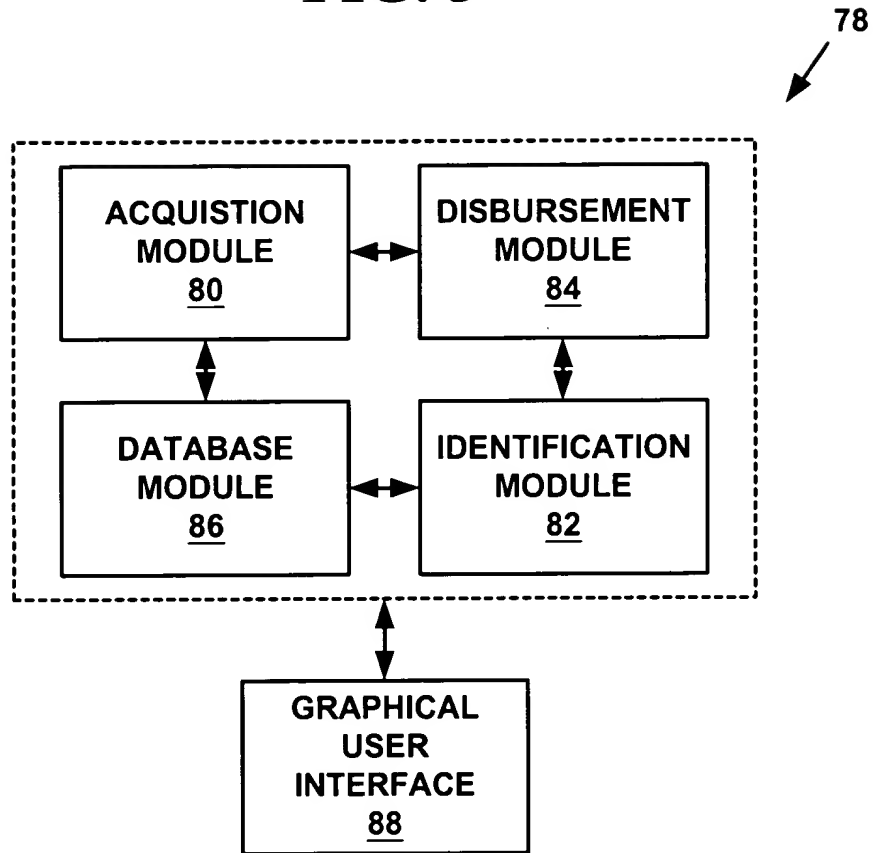 78
ACQUISTION
MODULE
80
DISBURSEMENT
MODULE
84
DATABASE
MODULE
86
IDENTIFICATION
MODULE
82
GRAPHICAL
USER
INTERFACE
88